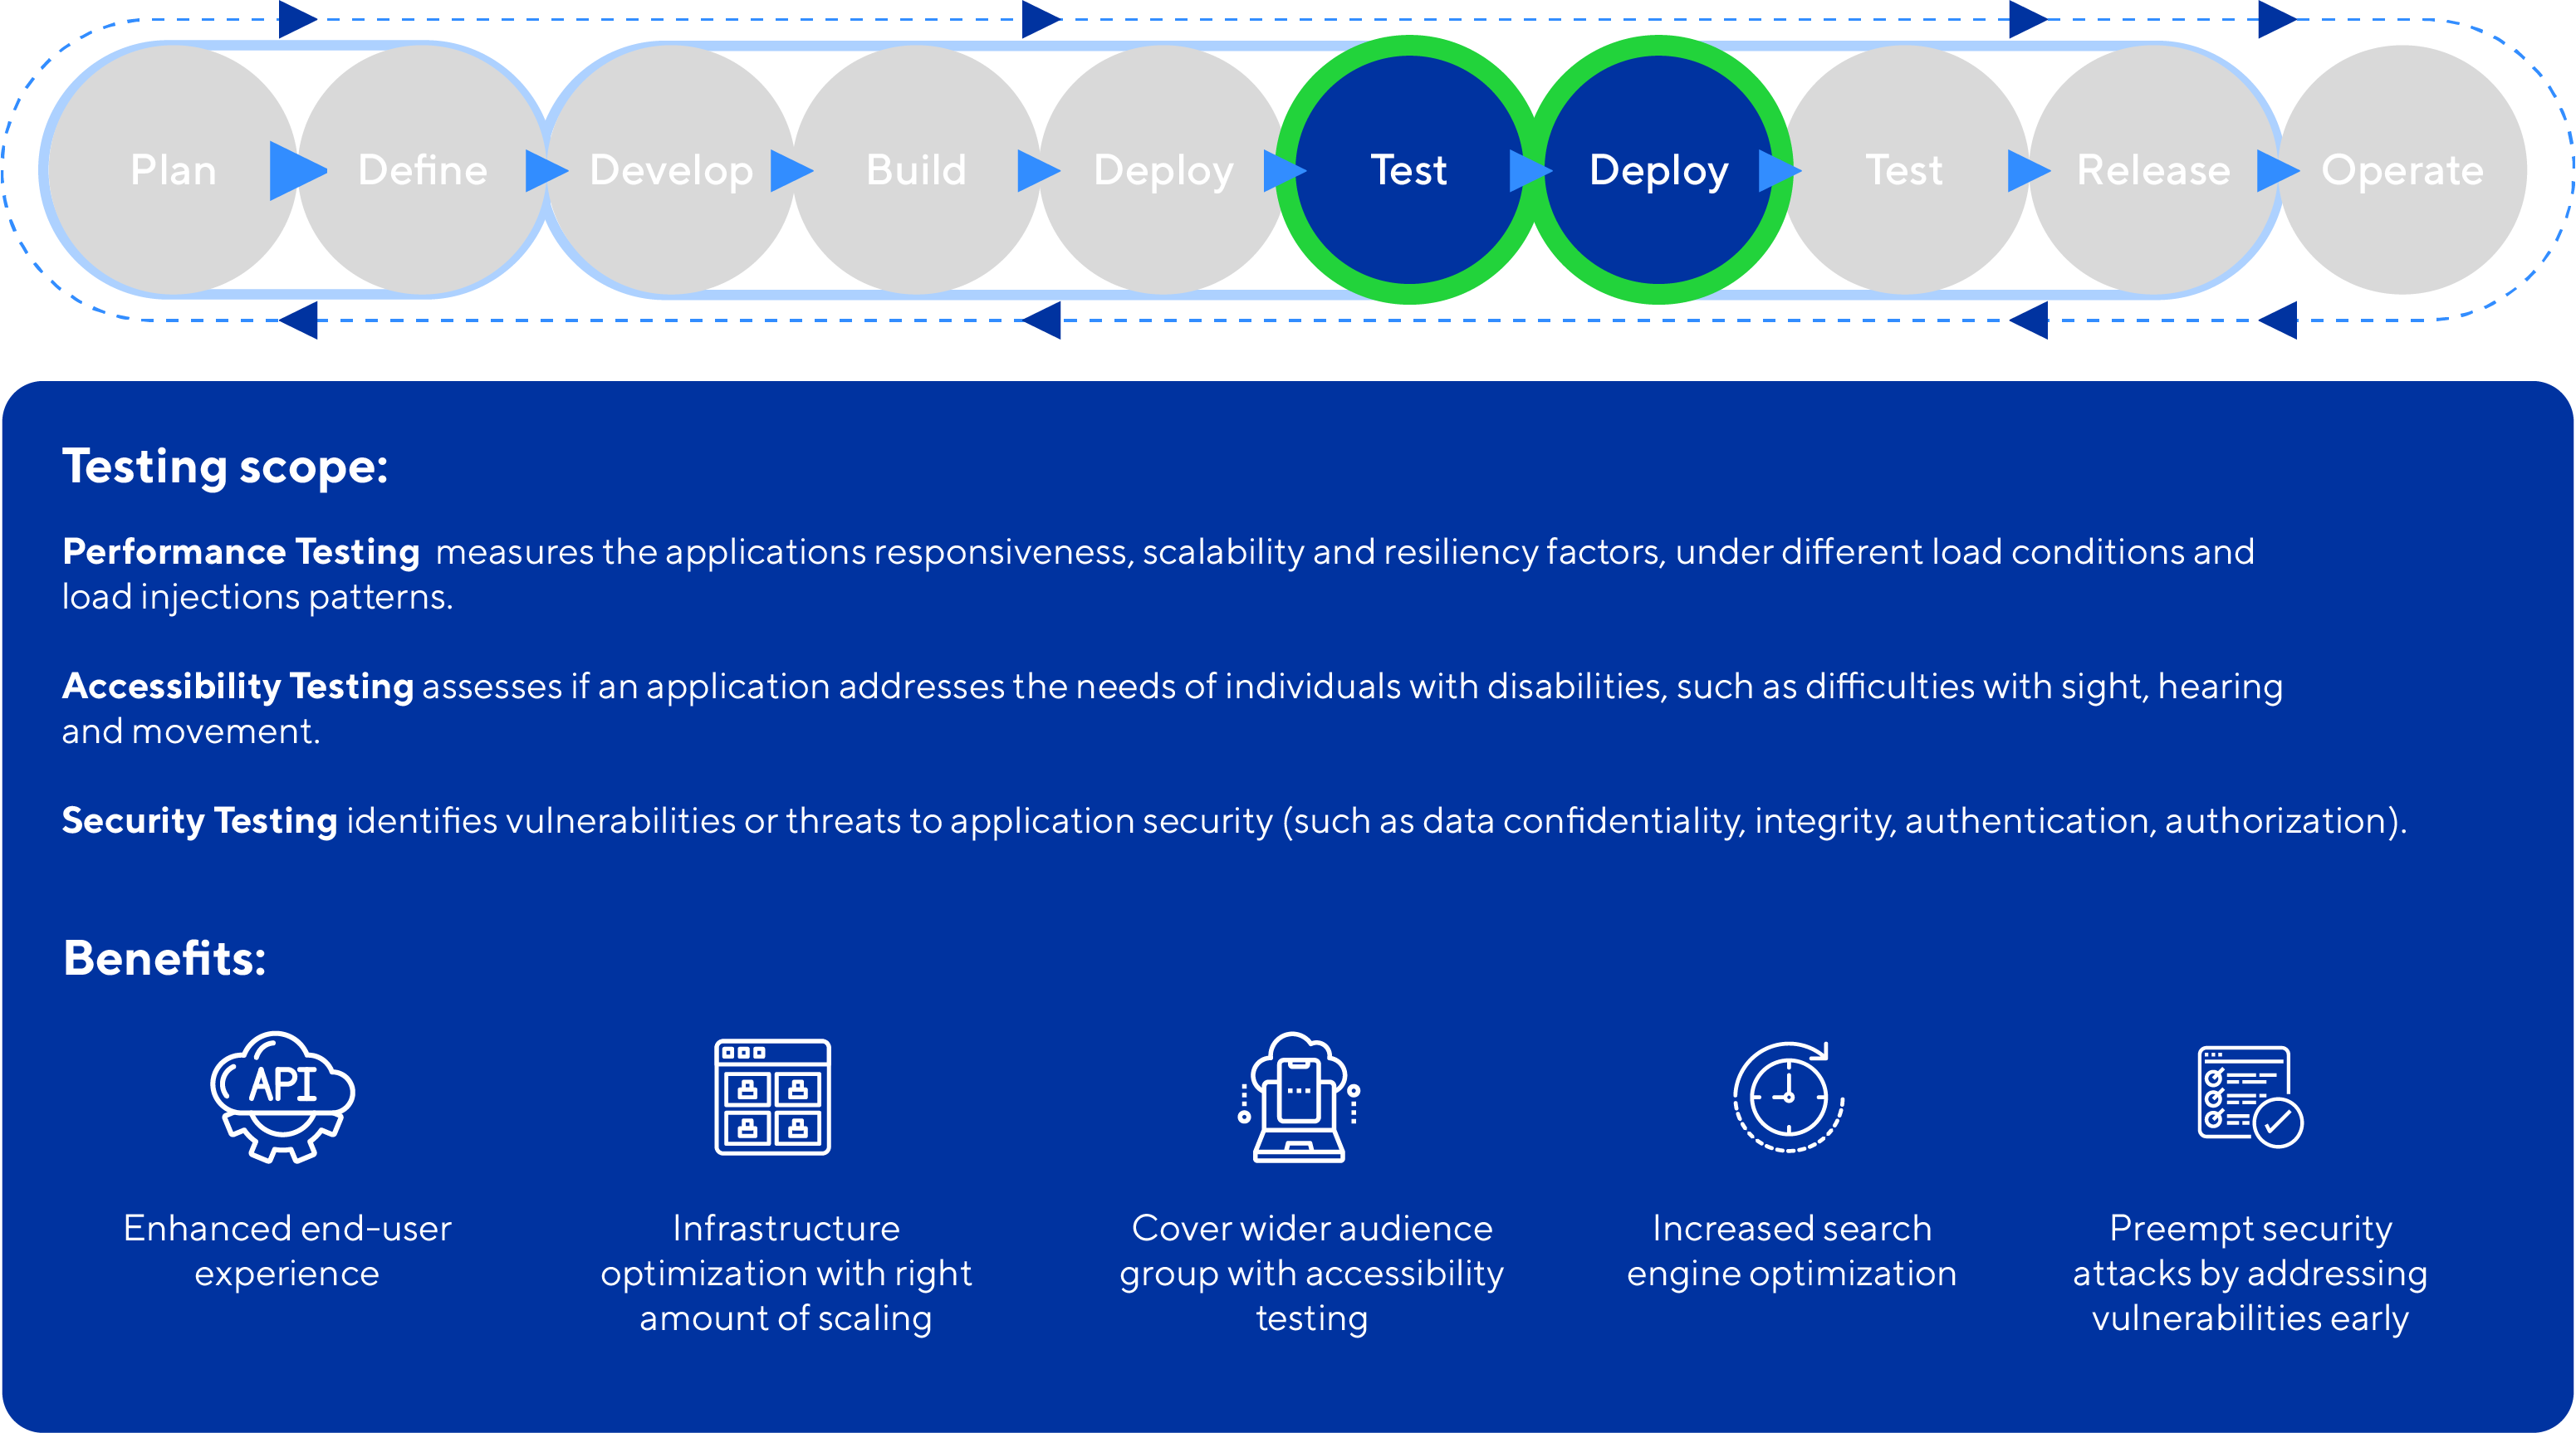 Plan
Define
Develop
Build
Deploy
Test
Deploy
Test
Release
Operate
Testing scope:
Performance Testing measures the applications responsiveness, scalability and resiliency factors, under different load conditions and
load injections patterns.
Accessibility Testing assesses if an application addresses the needs of individuals with disabilities, such as difficulties with sight, hearing
and movement.
Security Testing identifies vulnerabilities or threats to application security (such as data confidentiality, integrity, authentication, authorization).
Benefits:
API
Enhanced end-user
experience
Infrastructure
optimization with right
amount of scaling
Cover wider audience
group with accessibility
testing
Increased search
engine optimization
Preempt security
attacks by addressing
vulnerabilities early